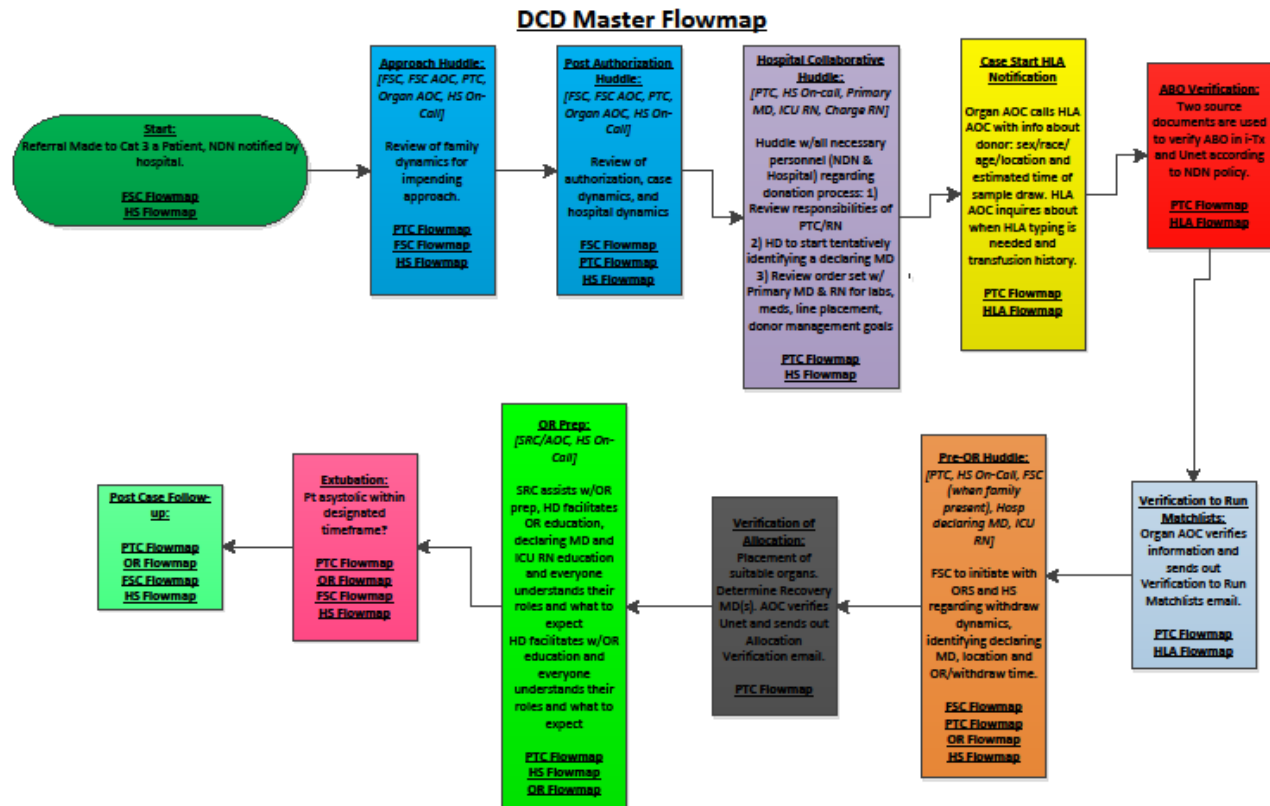 DCD Master Flowmap
Start:
Referral Made to Cat 3 a Patient, NDN notified by
hospital.
FSC Flowmap
HS Flowmap
Approach Huddle:
[FSC, FSC AOC, PTC,
Organ AOC, HS On-
Call]
Review of family
dynamics for
impending
approach.
PTC Flowmap
FSC Flowmap
HS Flowmap
Post Authorization
Huddle:
[FSC, FSC AOC, PTC,
Organ AOC, HS On-
Call]
Review of
authorization, case
dynamics, and
hospital dynamics
FSC Flowmap
PTC Flowmap
HS Flowmap
Hospital Collaborative
Huddle:
[PTC, HS On-call, Primary
MD, ICU RN, Charge RN]
Huddle w/all necessary
personnel (NDN &
Hospital) regarding
donation process: 1)
Review responsibilities of
PTC/RN
2) HD to start tentatively
identifying a declaring MD
3) Review order set w/
Primary MD & RN for labs,
meds, line placement,
donor management goals
PTC Flowmap
HS Flowmap
Case Start HLA
Notification
Organ AOC calls HLA
AOC with info about
donor: sex/race/
age/location and
estimated time of
sample draw. HLA
AOC inquires about
when HLA typing is
needed and
transfusion history.
PTC Flowmap
HLA Flowmap
ABO Verification:
Two source
documents are used
to verify ABO in i-Tx
and Unet according
to NDN policy.
PTC Flowmap
HLA Flowmap
Verification to Run
Matchlists:
Organ AOC verifies
information and
sends out
Verification to Run
Matchlists email.
PTC Flowmap
HLA Flowmap
Pre-OR Huddle:
[PTC, HS On-Call, FSC
(when family
present), Hosp
declaring MD, ICU
RN]
FSC to initiate with
ORS and HS
regarding withdraw
dynamics,
identifying declaring
MD, location and
OR/withdraw time.
FSC Flowmap
PTC Flowmap
OR Flowmap
HS Flowmap
Verification of
Allocation:
Placement of
suitable organs.
Determine Recovery
MD(s). AOC verifies
Unet and sends out
Allocation
Verification email.
PTC Flowmap
OR Prep:
[SRC/AOC, HS On-
Call]
SRC assists w/OR
prep, HD facilitates
OR education,
declaring MD and
ICU RN education
and everyone
understands their
roles and what to
expect
HD facilitates w/OR
education and
everyone
understands their
roles and what to
expect
PTC Flowmap
HS Flowmap
OR Flowmap
Extubation:
Pt asystolic within
designated
timeframe?
PTC Flowmap
OR Flowmap
FSC Flowmap
HS Flowmap
Post Case Follow-
up:
PTC Flowmap
OR Flowmap
FSC Flowmap
HS Flowmap